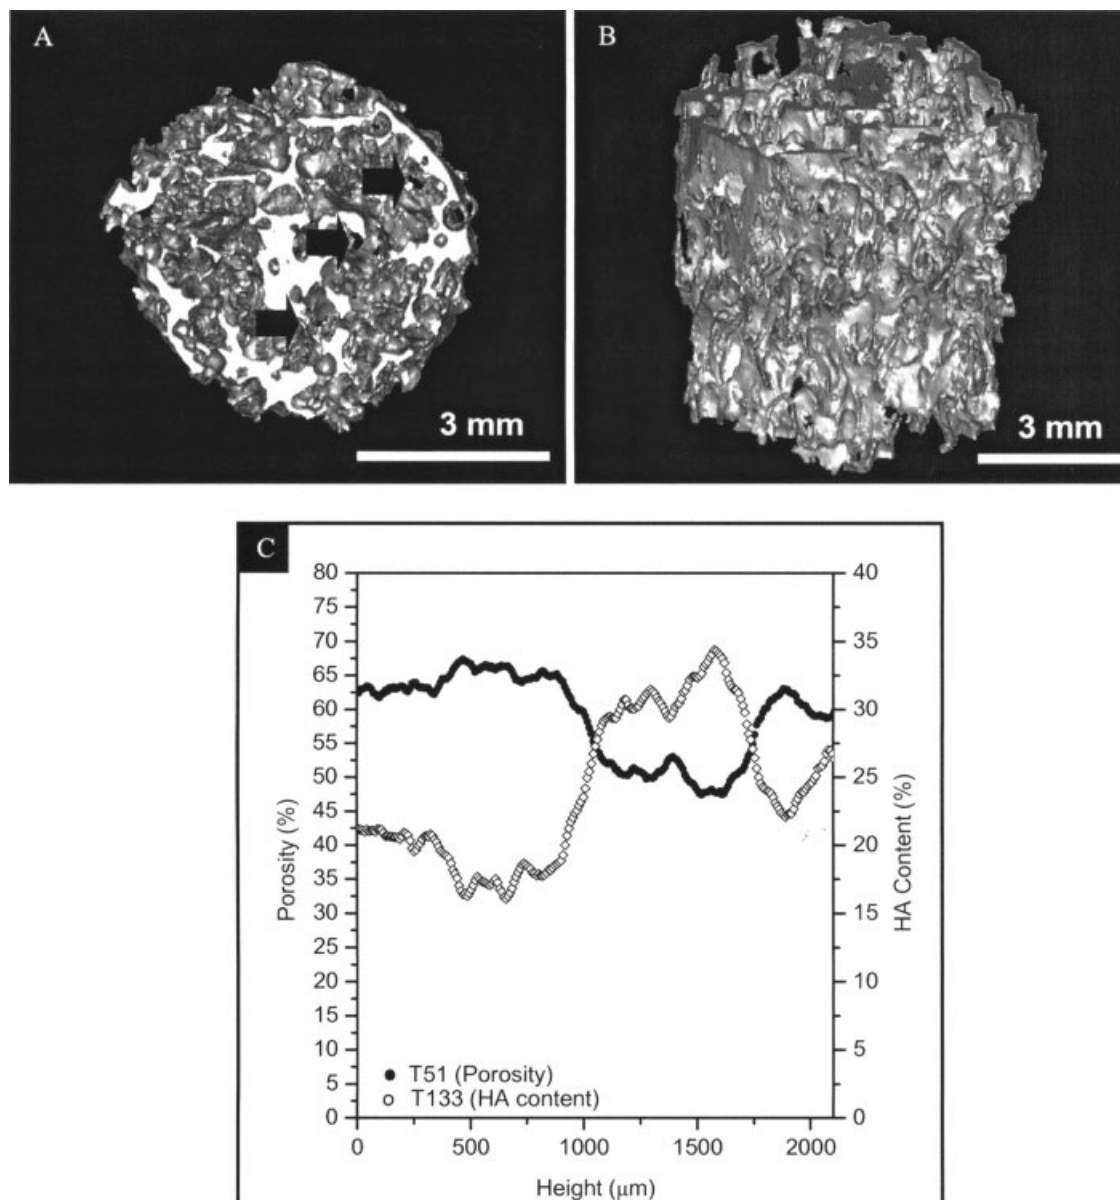 A
B
3 mm
3 mm
C
80
75
70
65
60
55
50
45
40
35
30
25
20
15
10
5
0
Porosity (%)
40
35
30
25
20
15
10
5
0
HA Content (%)
T51 (Porosity)
T133 (HA content)
0 500 1000 1500 2000
Height (μm)